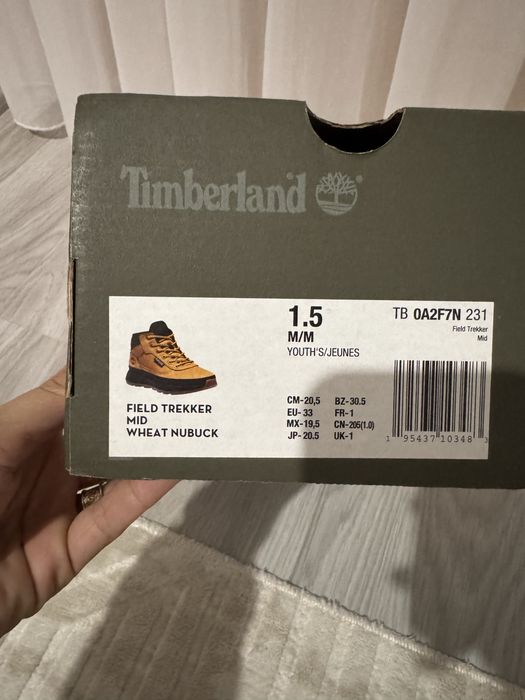 Timberland®
1.5
M/M
YOUTH'S/JEUNES
TB 0A2F7N 231
Field Trekker
Mid
FIELD TREKKER
MID
WHEAT NUBUCK
CM-20,5 BZ-30.5
EU- 33 FR-1
MX-19,5 CN-205(1.0)
JP- 20.5 UK-1
1 95437 10348 3